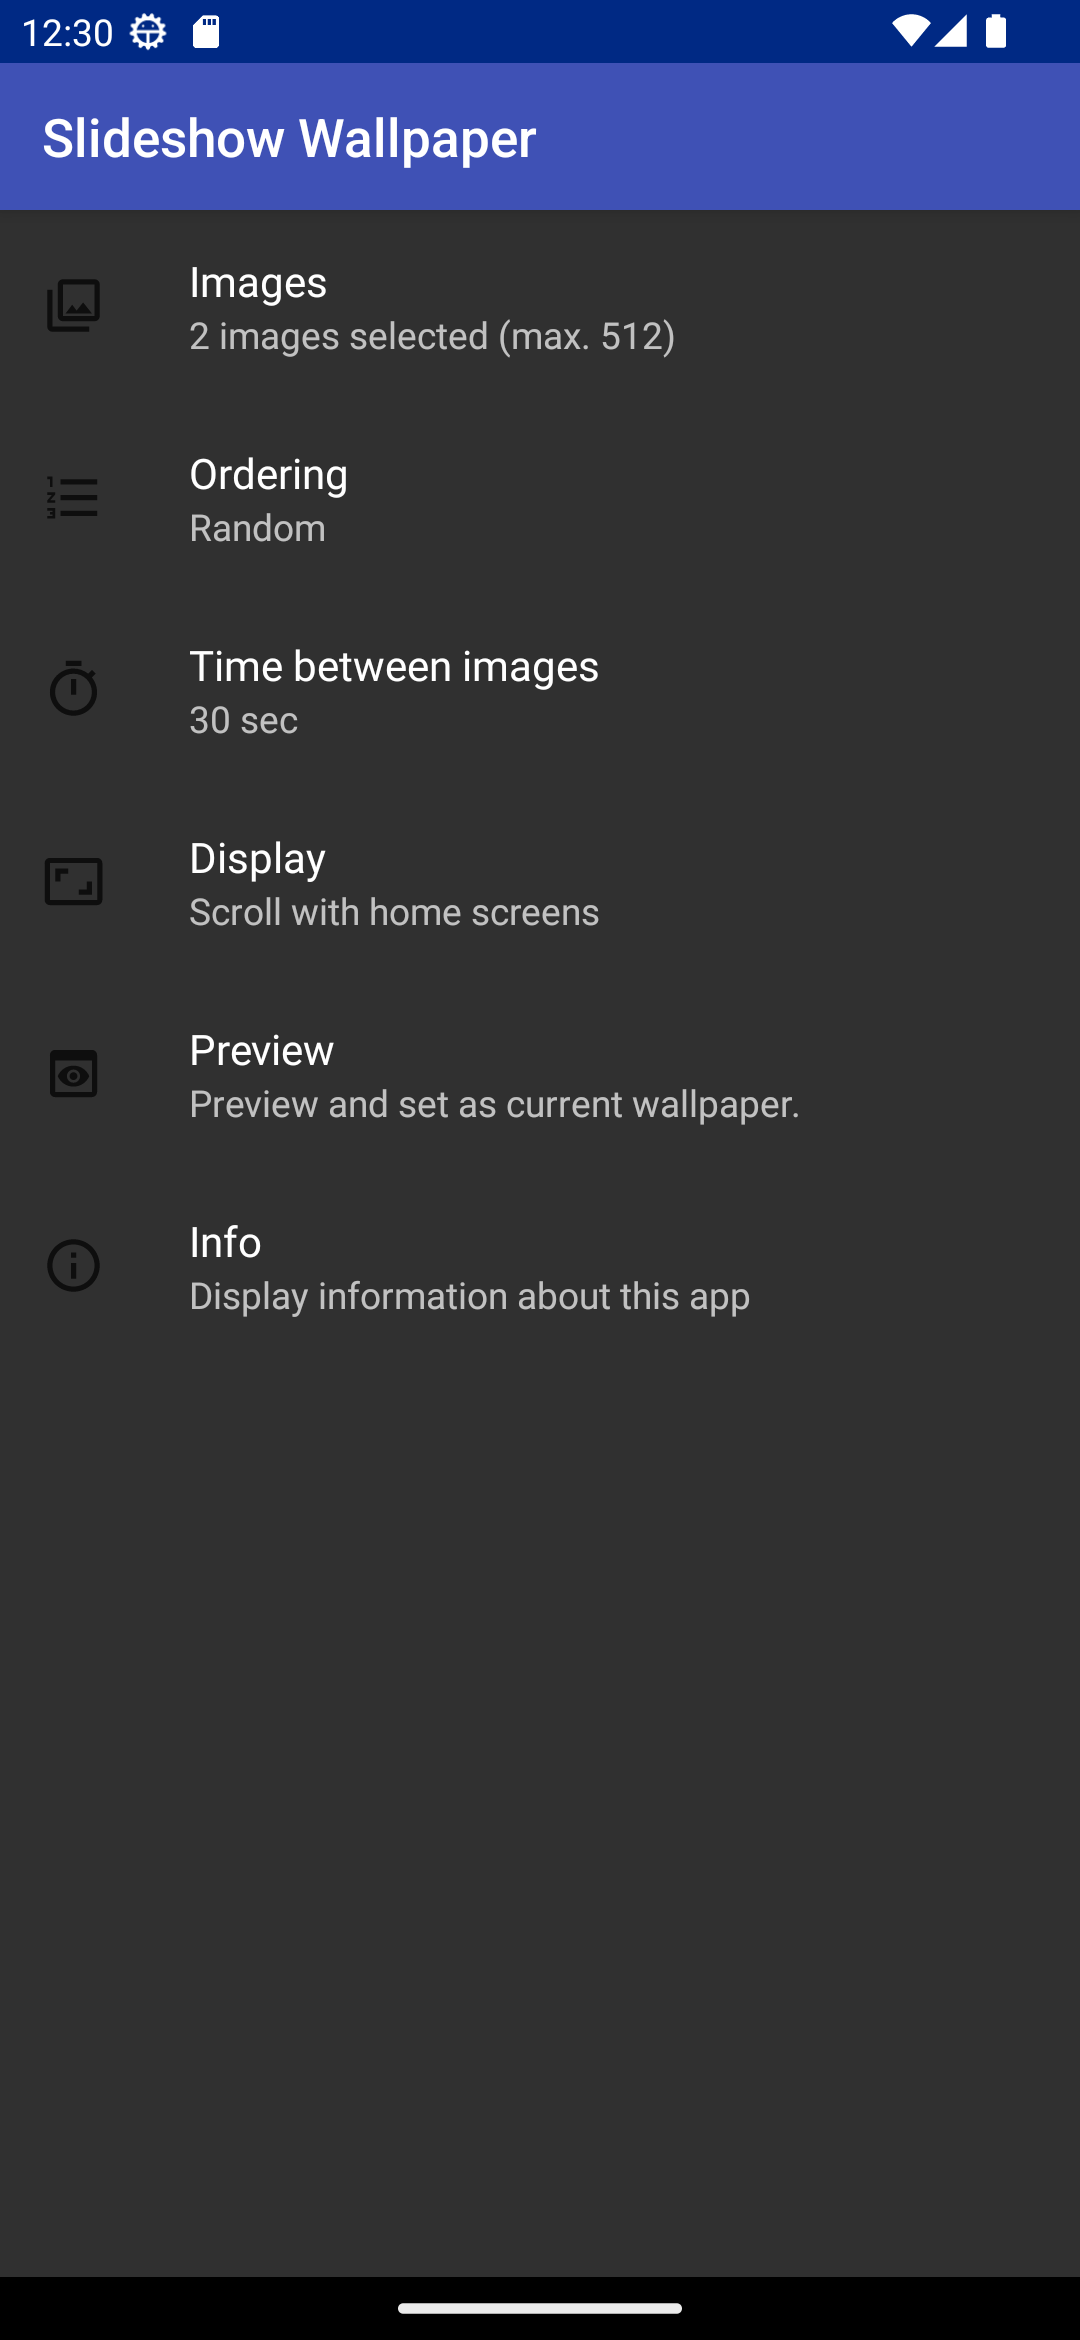 12:30
Slideshow Wallpaper
Images
2 images selected (max. 512)
Ordering
Random
Time between images
30 sec
Display
Scroll with home screens
Preview
Preview and set as current wallpaper.
Info
Display information about this app